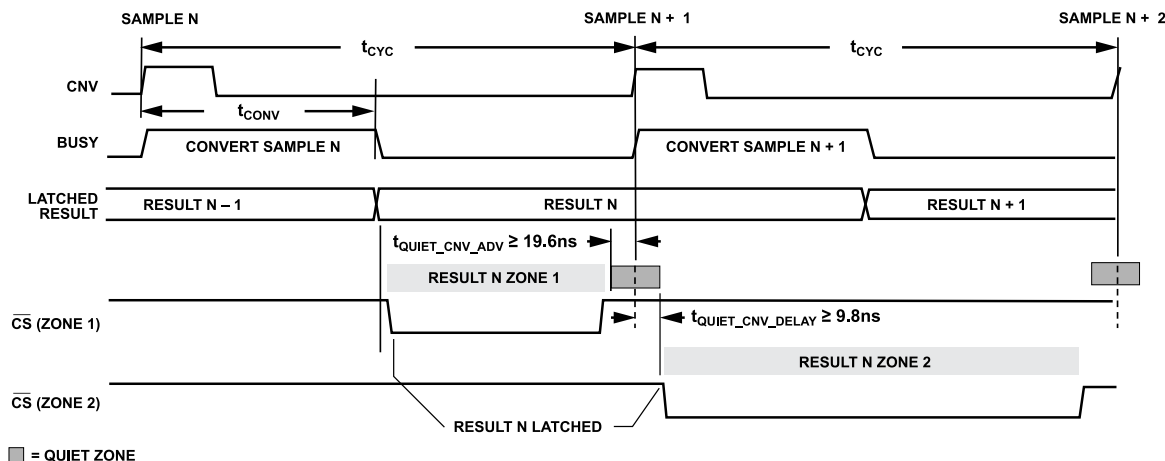 SAMPLE N
SAMPLE N + 1
SAMPLE N + 2
tCYC
tCYC
CNV
tCONV
BUSY
CONVERT SAMPLE N
CONVERT SAMPLE N + 1
LATCHED
RESULT
RESULT N – 1
RESULT N
RESULT N + 1
tQUIET_CNV_ADV ≥ 19.6ns
RESULT N ZONE 1
CS (ZONE 1)
tQUIET_CNV_DELAY ≥ 9.8ns
RESULT N ZONE 2
CS (ZONE 2)
RESULT N LATCHED
= QUIET ZONE